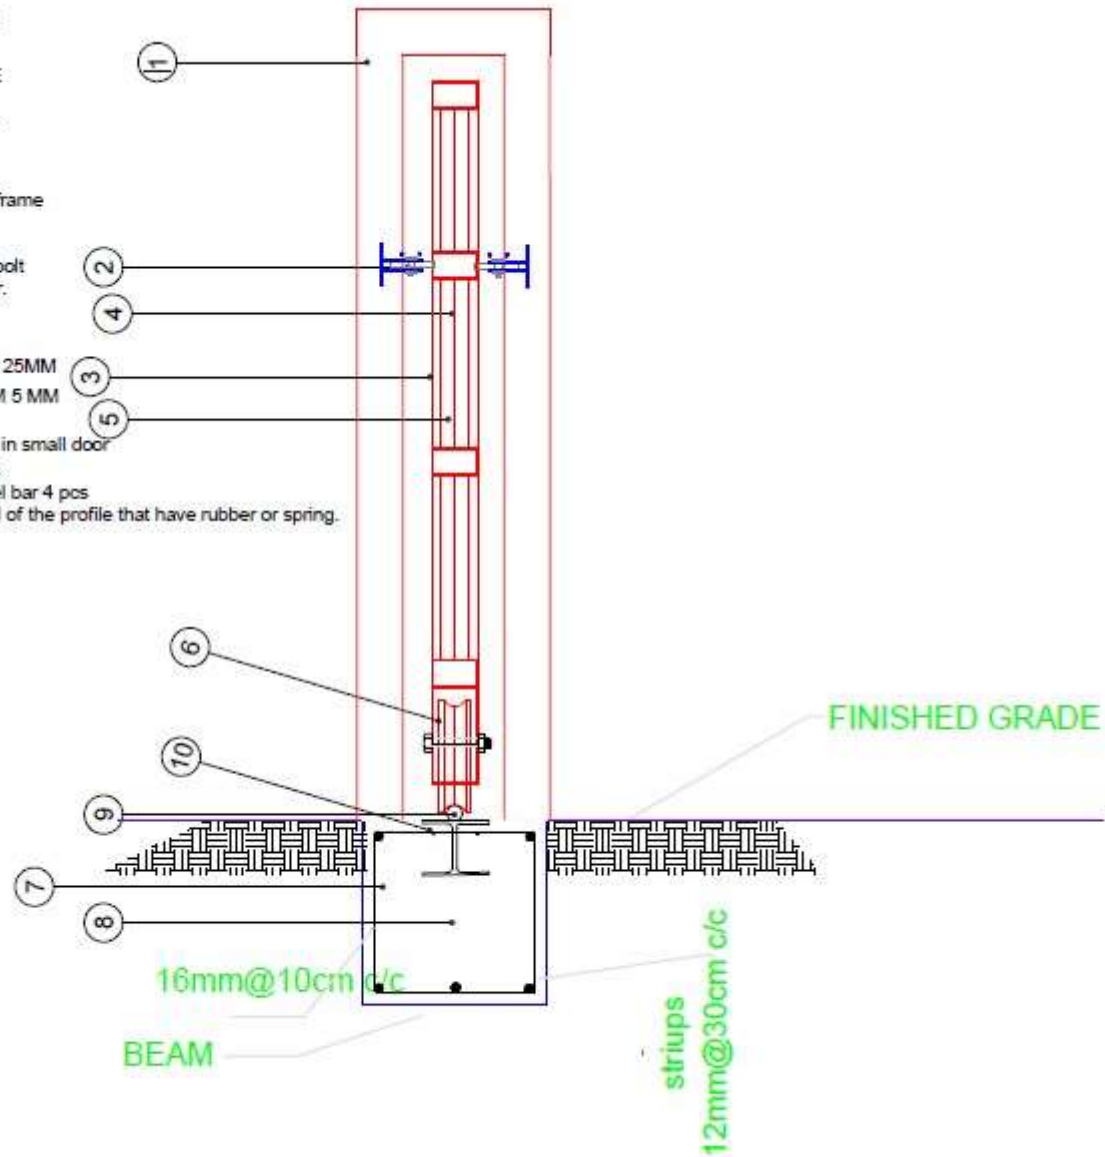 frame
bolt
25MM
5 MM
in small door
bar 4 pcs
of the profile that have rubber or spring.
1
2
4
3
5
6
10
9
7
8
FINISHED GRADE
16mm@10cm c/c
BEAM
striups
12mm@30cm c/c